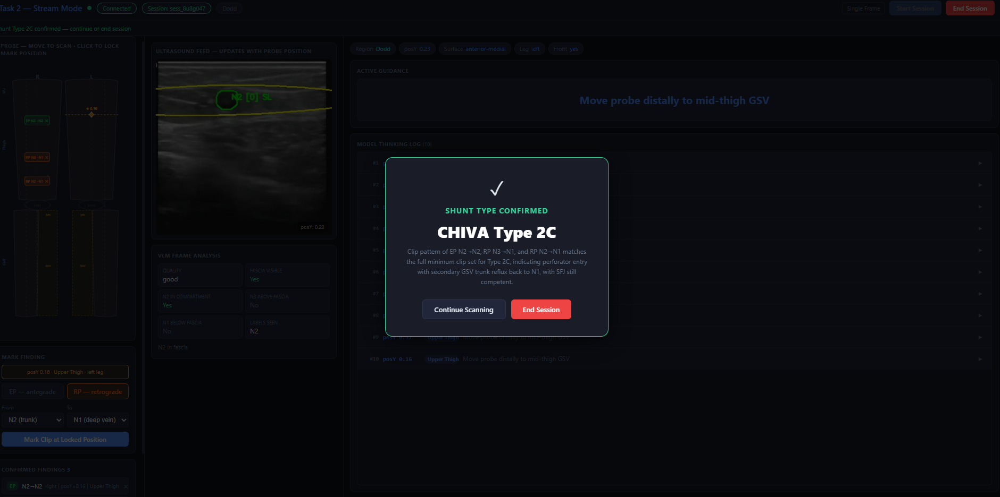 Task 2 — Stream Mode
Connected
Session: sess_8u8g047
Dodd
Single Frame
Start Session
End Session
hunt Type 2C confirmed — continue or end session
PROBE — MOVE TO SCAN · CLICK TO LOCK
MARK POSITION
R
L
0.16
EP N2→N2 ✕
RP N3→N1 ✕
RP N2→N1 ✕
Thigh
Calf
ULTRASOUND FEED — UPDATES WITH PROBE POSITION
N2 [0] SL
posY: 0.23
VLM FRAME ANALYSIS
QUALITY
good
FASCIA VISIBLE
Yes
N2 IN COMPARTMENT
Yes
N3 ABOVE FASCIA
No
N1 BELOW FASCIA
No
LABELS SEEN
N2
N2 in fascia
MARK FINDING
posY 0.16 · Upper Thigh · left leg
EP — antegrade
RP — retrograde
From
To
N2 (trunk)
N1 (deep vein)
Mark Clip at Locked Position
CONFIRMED FINDINGS 3
EP N2→N2 right | posY=0.19 | Upper Thigh ✕
Region Dodd
posY 0.23
Surface anterior-medial
Leg left
Front yes
ACTIVE GUIDANCE
Move probe distally to mid-thigh GSV
MODEL THINKING LOG (10)
#1
#2
#3
#4
#5
#6
#7
#8
#9 posY 0.17 Upper Thigh Move probe distally to mid-thigh GSV
#10 posY 0.16 Upper Thigh Move probe distally to mid-thigh GSV
SHUNT TYPE CONFIRMED
CHIVA Type 2C
Clip pattern of EP N2→N2, RP N3→N1, and RP N2→N1 matches
the full minimum clip set for Type 2C, indicating perforator entry
with secondary GSV trunk reflux back to N1, with SFJ still
competent.
Continue Scanning
End Session